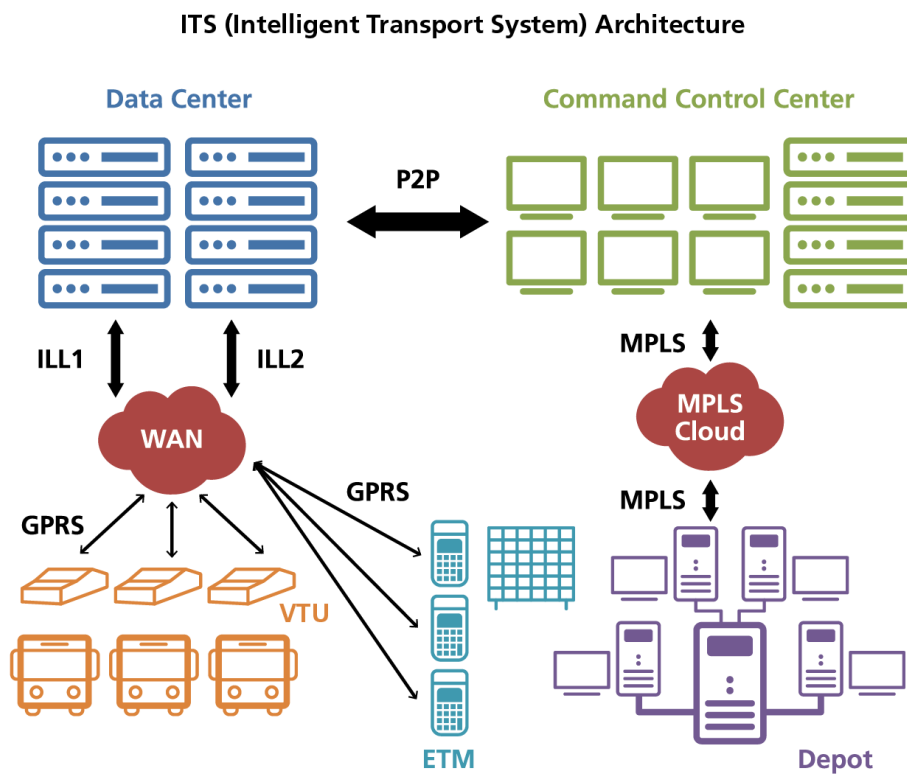 ITS (Intelligent Transport System) Architecture
Data Center
Command Control Center
P2P
ILL1
ILL2
MPLS
WAN
MPLS
Cloud
GPRS
GPRS
MPLS
VTU
ETM
Depot